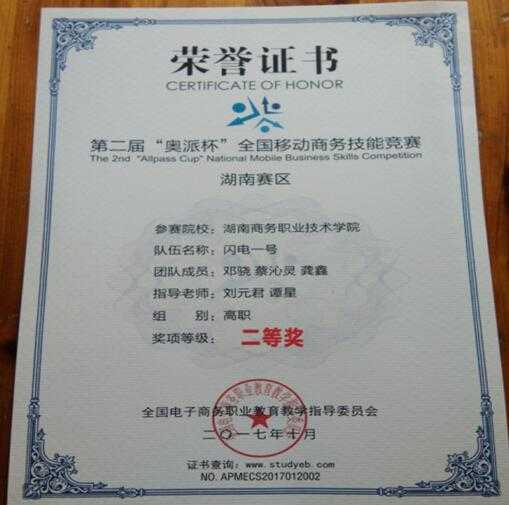 荣誉证书
CERTIFICATE OF HONOR
第二届“奥派杯”全国移动商务技能竞赛
The 2nd "Allpass Cup" National Mobile Business Skills Competition
湖南赛区
参赛院校：湖南商务职业技术学院
队伍名称：闪电一号
团队成员：邓骁 蔡沁灵 龚鑫
指导老师：刘元君 谭星
组 别：高职
奖项等级：二等奖
全国电子商务职业教育教学指导委员会
二〇一七年十月
证书查询：www.studyeb.com
NO. APMECS2017012002